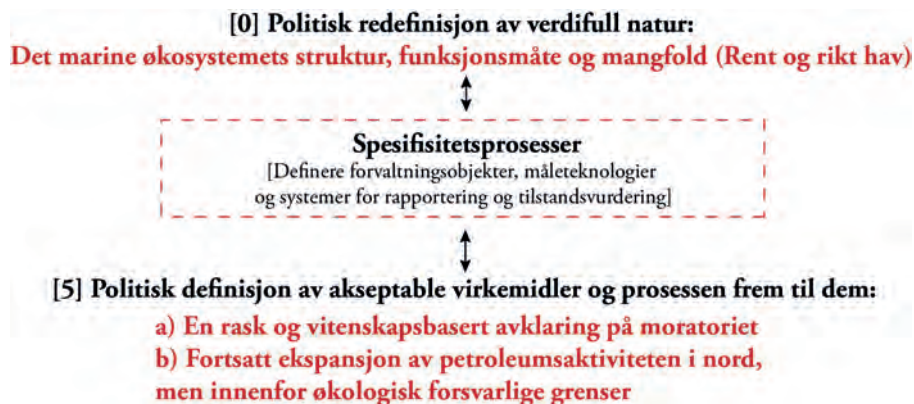 [0] Politisk redefinisjon av verdifull natur:
Det marine økosystemets struktur, funksjonsmåte og mangfold (Rent og rikt hav)
Spesifisitetsprosesser
[Definere forvaltningsobjekter, måleteknologier
og systemer for rapportering og tilstandsvurdering]
[5] Politisk definisjon av akseptable virkemidler og prosessen frem til dem:
a) En rask og vitenskapsbasert avklaring på moratoriet
b) Fortsatt ekspansjon av petroleumsaktiviteten i nord,
men innenfor økologisk forsvarlige grenser